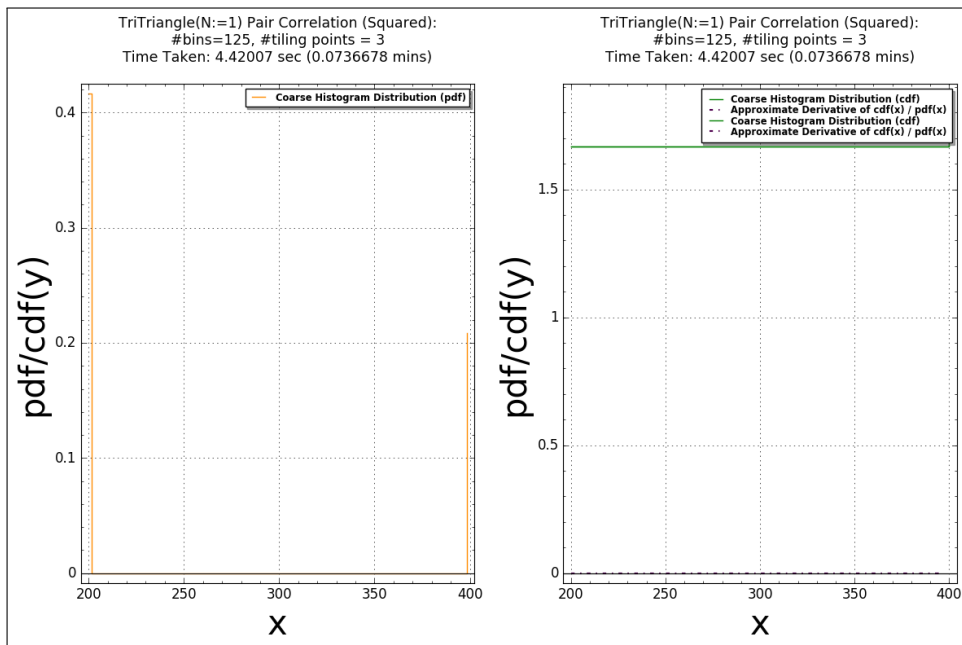 TriTriangle(N:=1) Pair Correlation (Squared):
#bins=125, #tiling points = 3
Time Taken: 4.42007 sec (0.0736678 mins)
Coarse Histogram Distribution (pdf)
0.4
0.3
0.2
0.1
0
pdf/cdf(y)
200
250
300
350
400
x
TriTriangle(N:=1) Pair Correlation (Squared):
#bins=125, #tiling points = 3
Time Taken: 4.42007 sec (0.0736678 mins)
Coarse Histogram Distribution (cdf)
Approximate Derivative of cdf(x) / pdf(x)
Coarse Histogram Distribution (cdf)
Approximate Derivative of cdf(x) / pdf(x)
1.5
1
0.5
0
pdf/cdf(y)
200
250
300
350
400
x